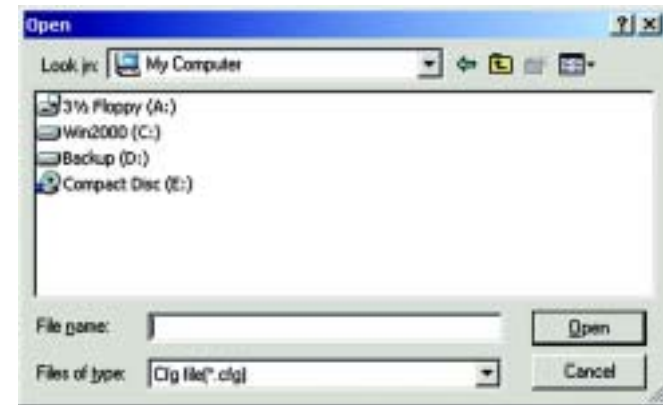 Open
Look in: My Computer
3½ Floppy (A:)
Win2000 (C:)
Backup (D:)
Compact Disc (E:)
File name:
Open
Files of type: Cfg file(*.cfg)
Cancel